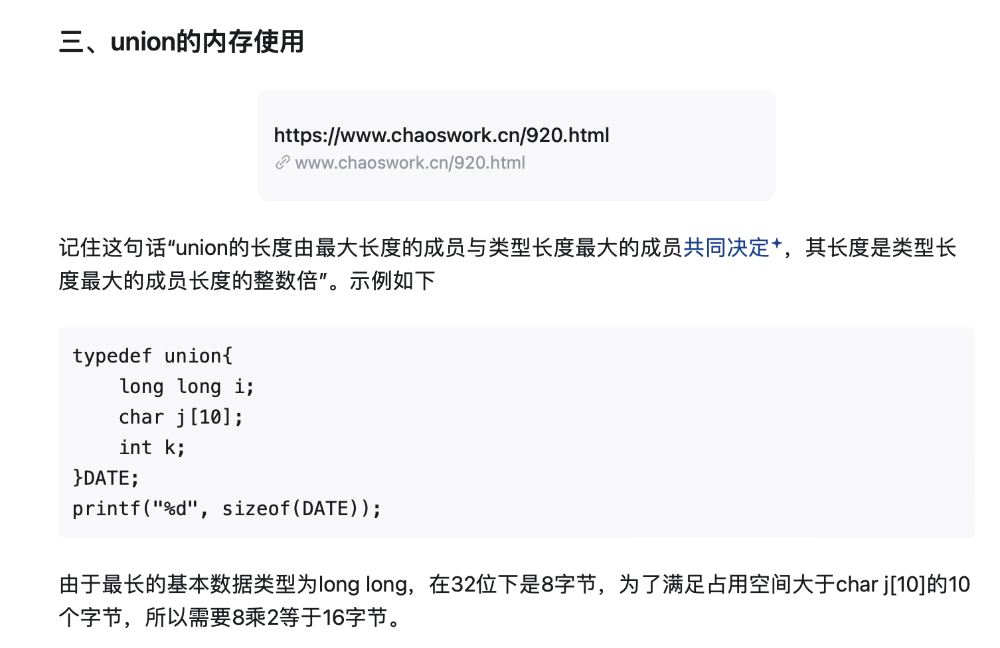 三、union的内存使用
https://www.chaoswork.cn/920.html
www.chaoswork.cn/920.html
记住这句话“union的长度由最大长度的成员与类型长度最大的成员共同决定，其长度是类型长
度最大的成员长度的整数倍”。示例如下
typedef union{
    long long i;
    char j[10];
    int k;
}DATE;
printf("%d", sizeof(DATE));
由于最长的基本数据类型为long long，在32位下是8字节，为了满足占用空间大于char j[10]的10
个字节，所以需要8乘2等于16字节。